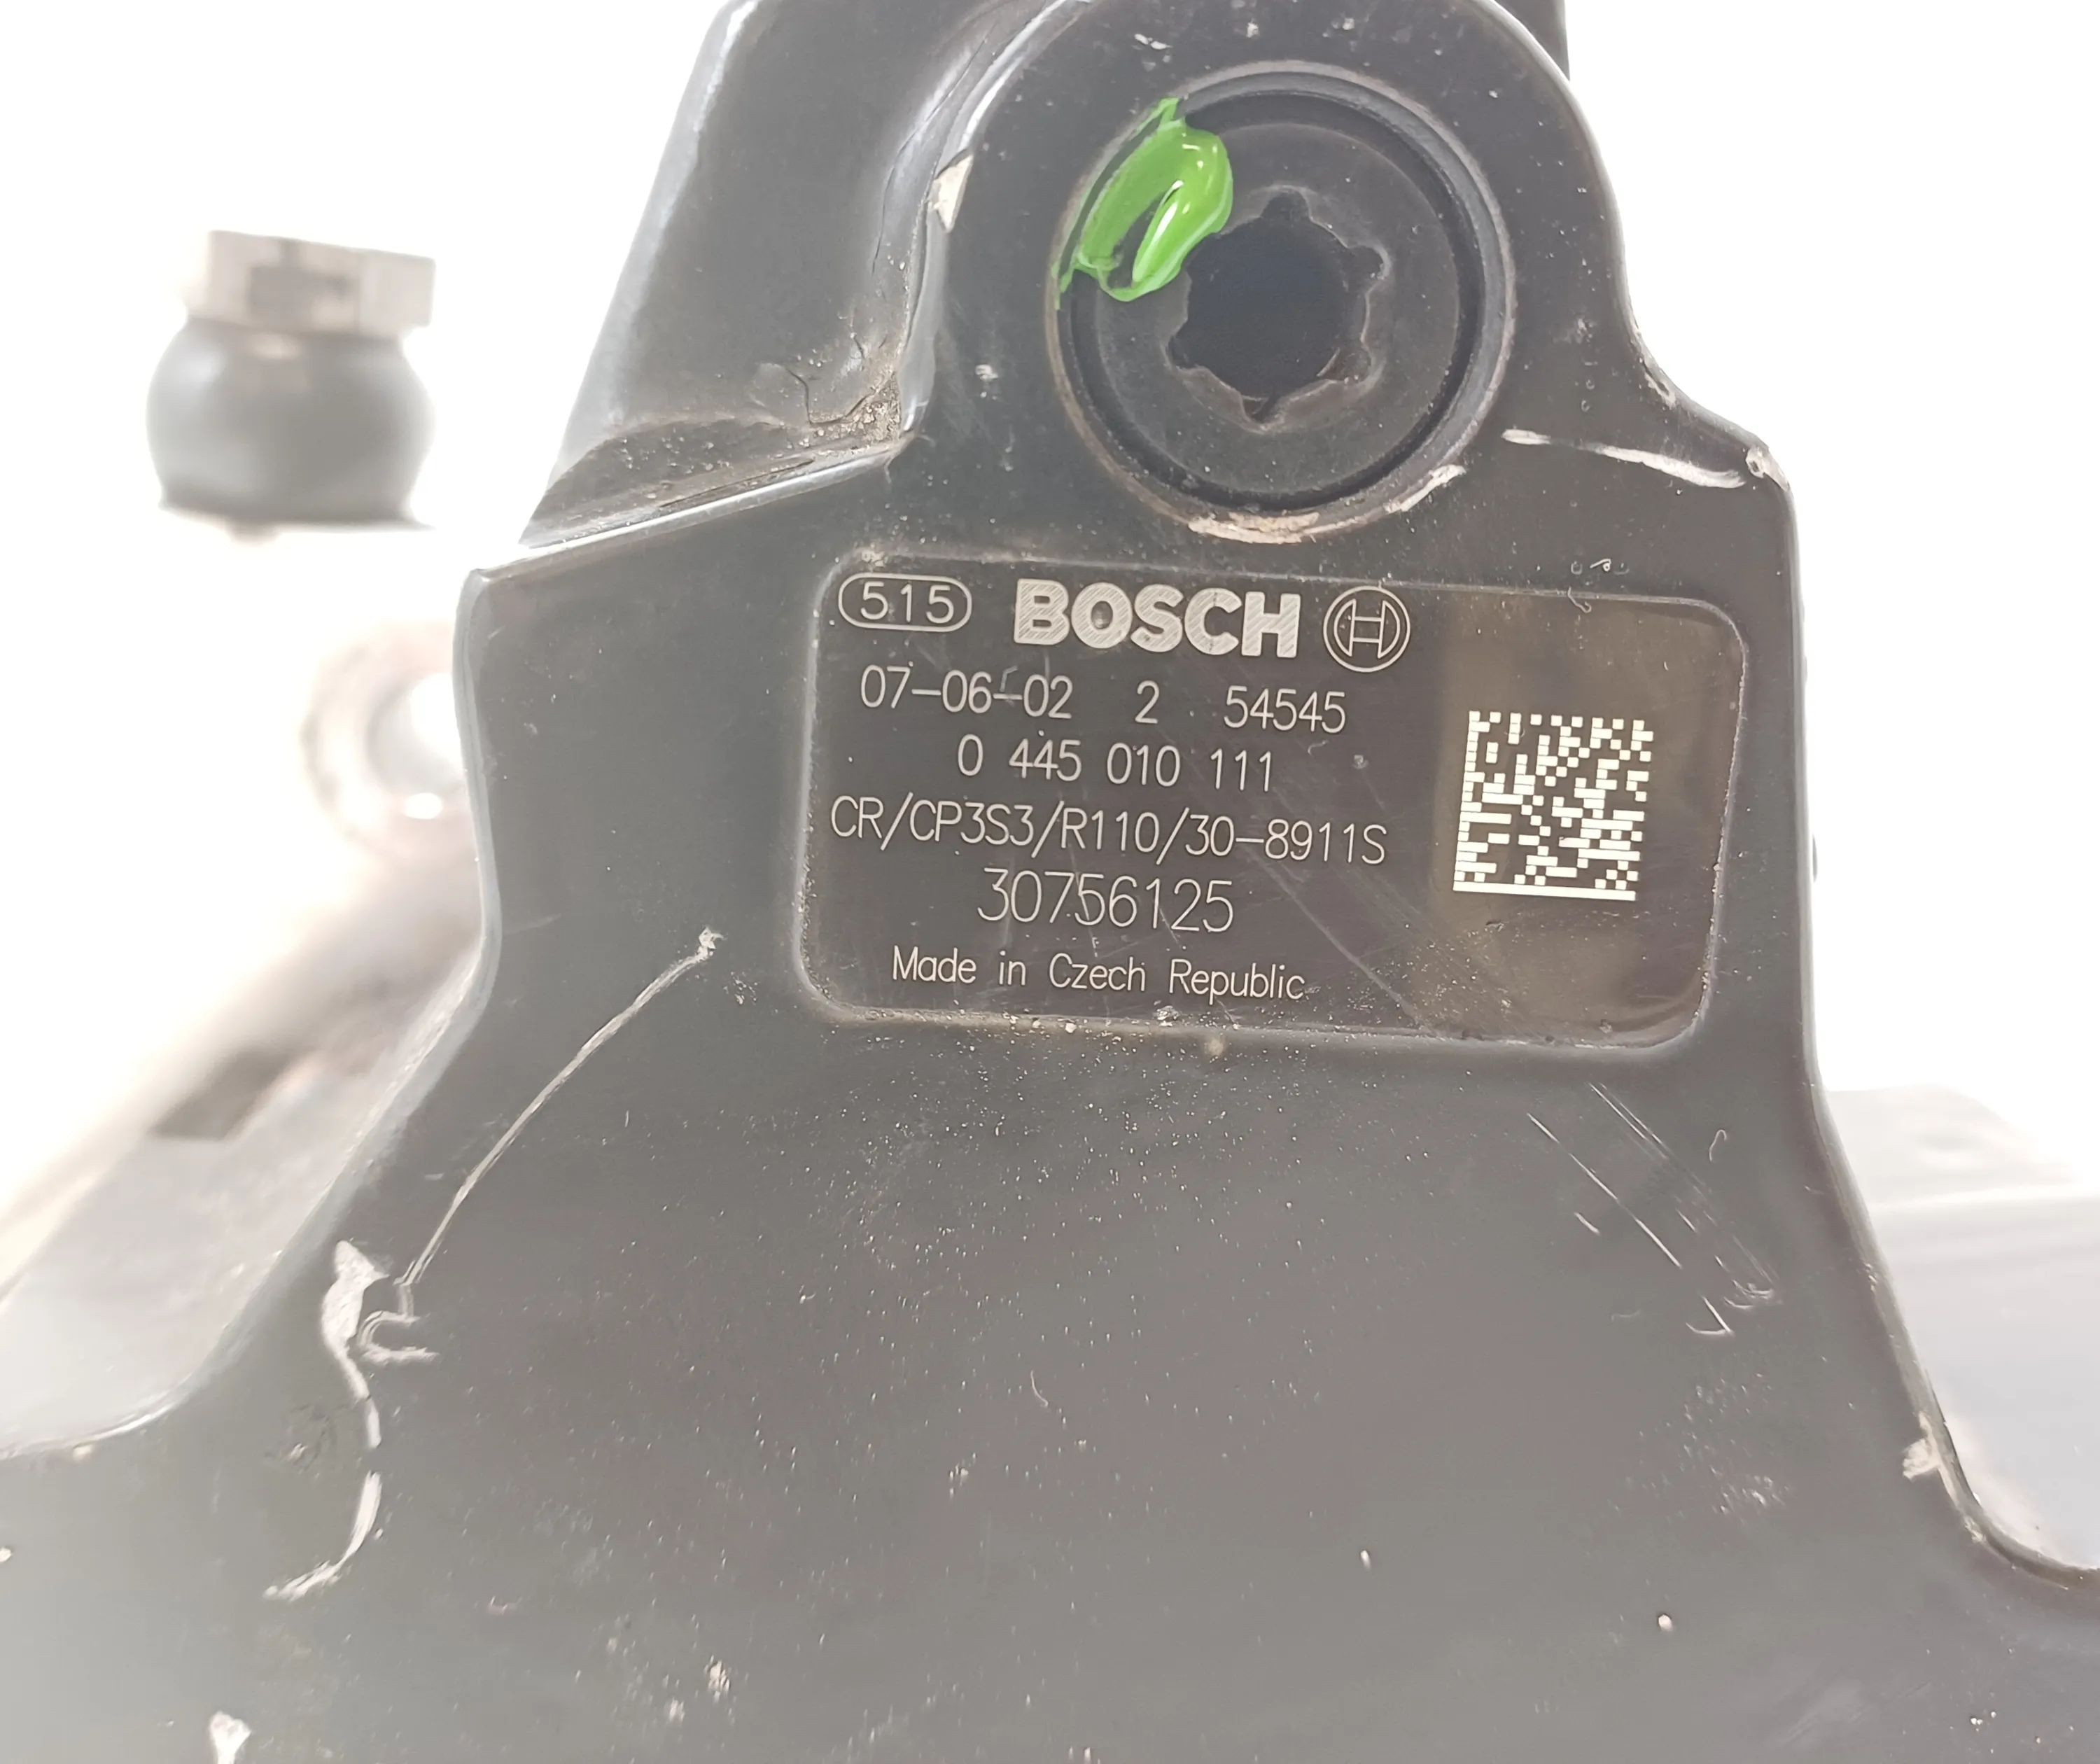 515 BOSCH
07-06-02 2 54545
0 445 010 111
CR/CP3S3/R110/30-8911S
30756125
Made in Czech Republic